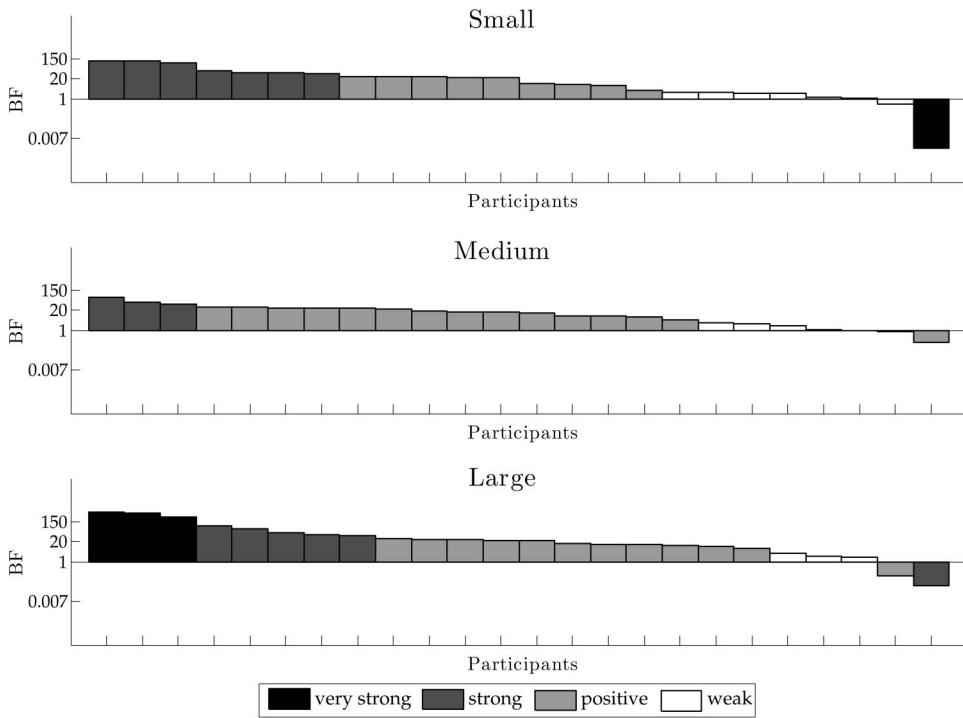 Small
150
20
1
0.007
BF
Participants
Medium
150
20
1
0.007
BF
Participants
Large
150
20
1
0.007
BF
Participants
very strong strong positive weak